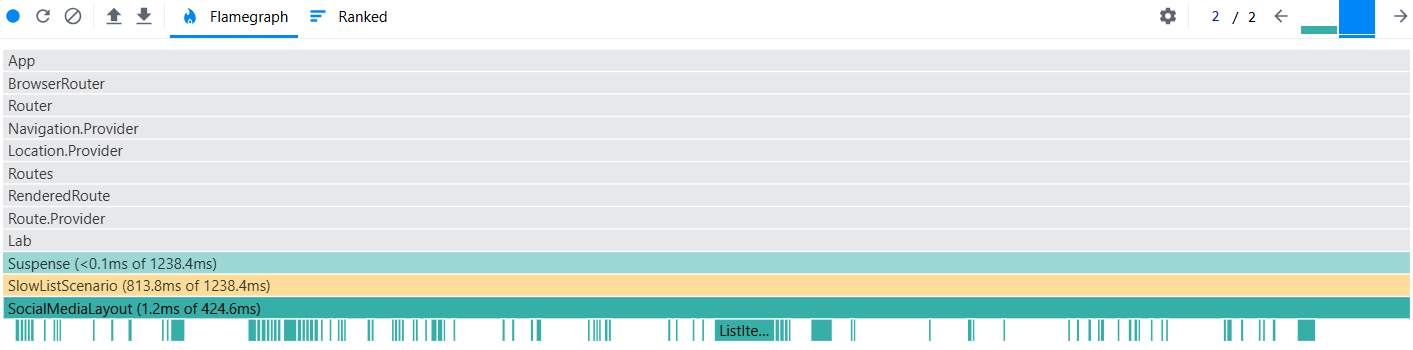 Flamegraph Ranked 2 / 2
App
BrowserRouter
Router
Navigation.Provider
Location.Provider
Routes
RenderedRoute
Route.Provider
Lab
Suspense (<0.1ms of 1238.4ms)
SlowListScenario (813.8ms of 1238.4ms)
SocialMediaLayout (1.2ms of 424.6ms)
ListIte...